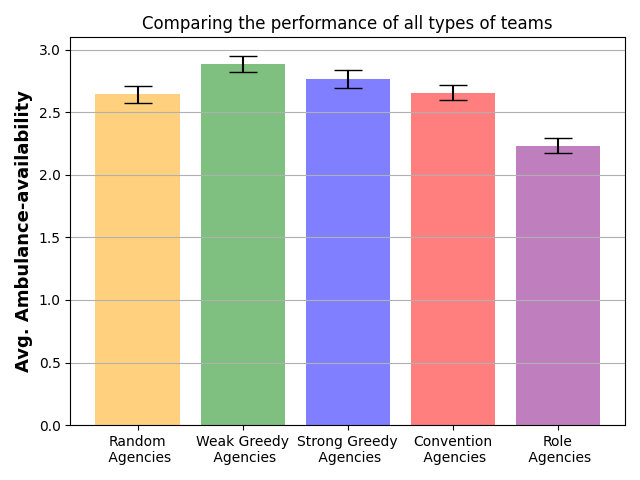 Comparing the performance of all types of teams
Avg. Ambulance-availability
3.0
2.5
2.0
1.5
1.0
0.5
0.0
Random
Agencies
Weak Greedy
Agencies
Strong Greedy
Agencies
Convention
Agencies
Role
Agencies